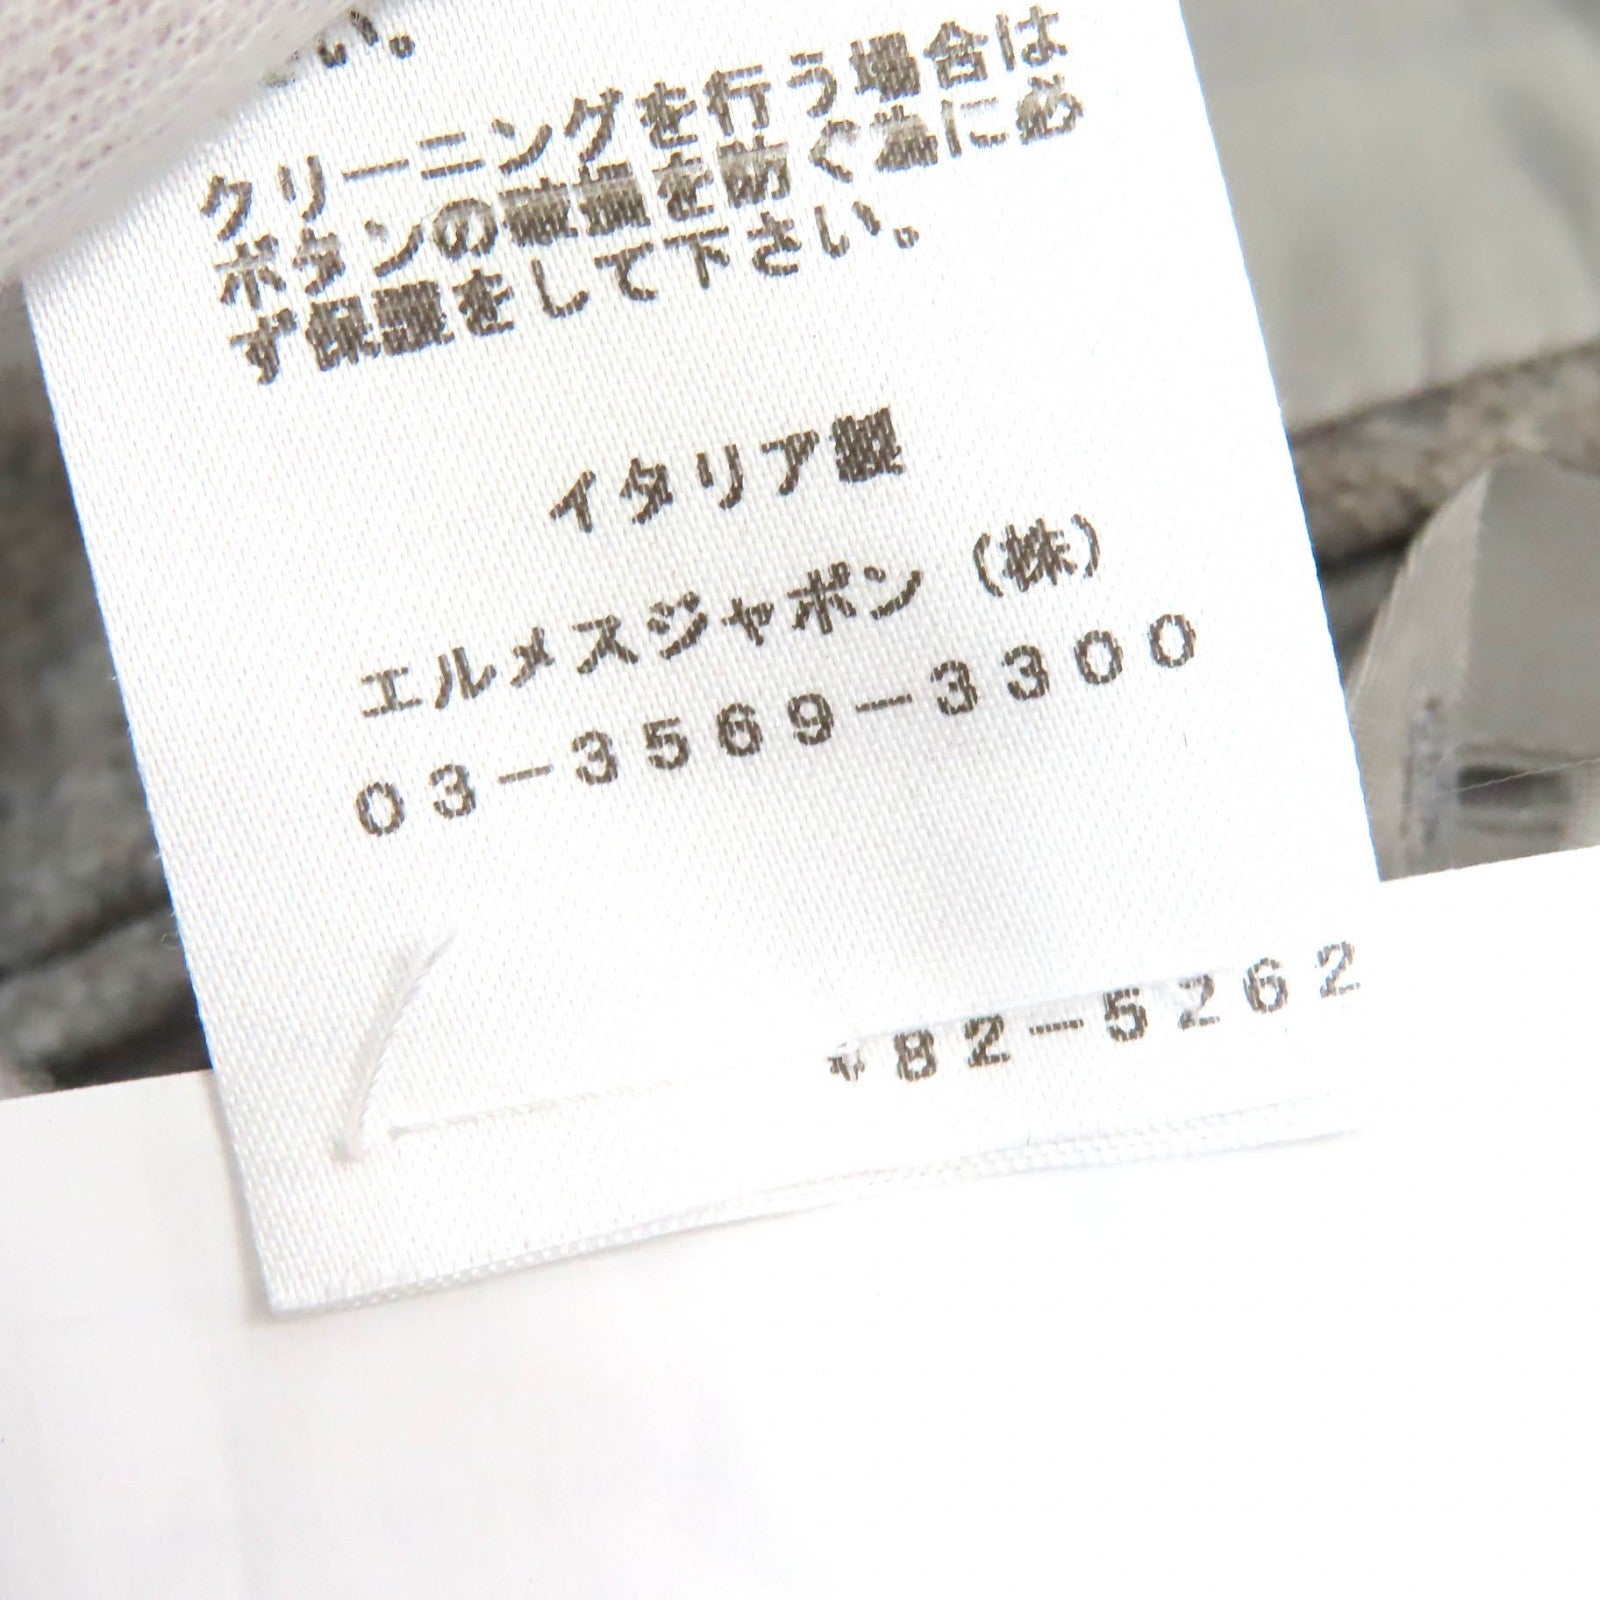 い。
クリーニングを行う場合は
ボタンの破損を防ぐ為に必
ず保護をして下さい。
イタリア製
エルメスジャポン（株）
０３－３５６９－３３００
８２－５２６２